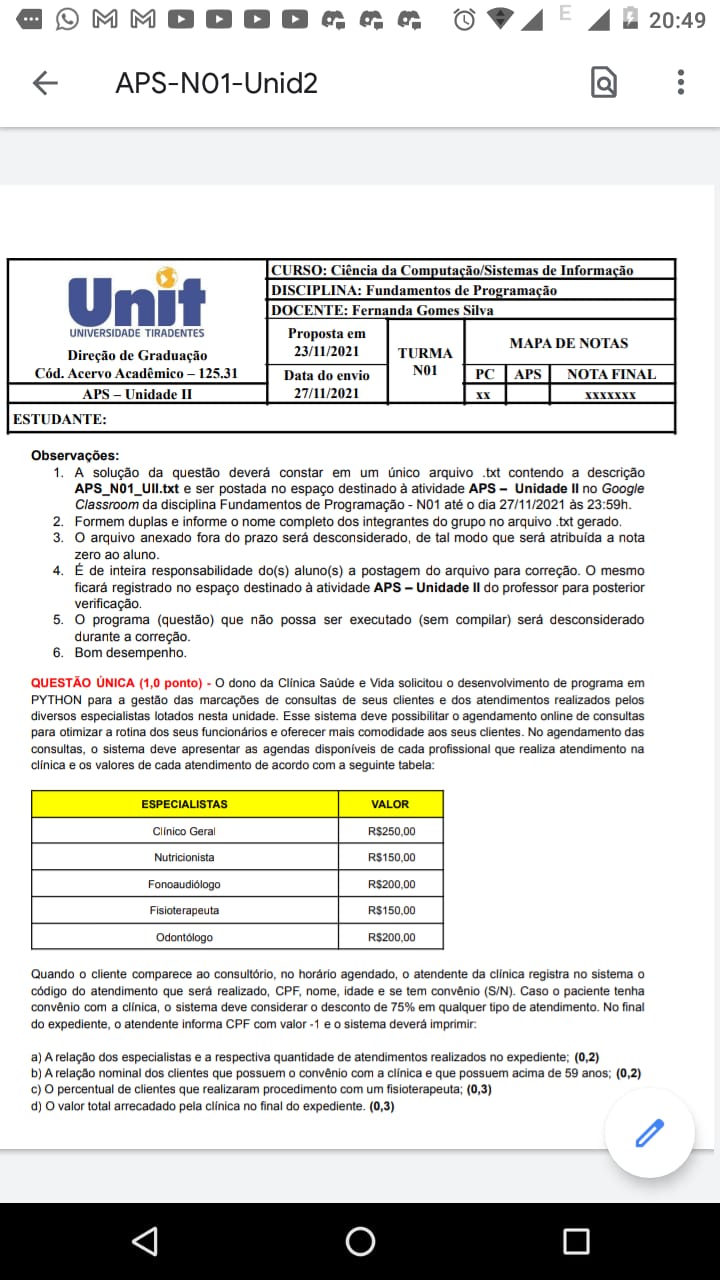 E
20:49
APS-N01-Unid2
Unit
UNIVERSIDADE TIRADENTES
Direção de Graduação
Cód. Acervo Acadêmico – 125.31
APS – Unidade II
CURSO: Ciência da Computação/Sistemas de Informação
DISCIPLINA: Fundamentos de Programação
DOCENTE: Fernanda Gomes Silva
Proposta em
23/11/2021
Data do envio
27/11/2021
TURMA
N01
MAPA DE NOTAS
PC APS NOTA FINAL
xx xxxxxxx
ESTUDANTE:
Observações:
1. A solução da questão deverá constar em um único arquivo .txt contendo a descrição
APS_N01_UII.txt e ser postada no espaço destinado à atividade APS – Unidade II no Google
Classroom da disciplina Fundamentos de Programação - N01 até o dia 27/11/2021 às 23:59h.
2. Formem duplas e informe o nome completo dos integrantes do grupo no arquivo .txt gerado.
3. O arquivo anexado fora do prazo será desconsiderado, de tal modo que será atribuída a nota
zero ao aluno.
4. É de inteira responsabilidade do(s) aluno(s) a postagem do arquivo para correção. O mesmo
ficará registrado no espaço destinado à atividade APS – Unidade II do professor para posterior
verificação.
5. O programa (questão) que não possa ser executado (sem compilar) será desconsiderado
durante a correção.
6. Bom desempenho.
QUESTÃO ÚNICA (1,0 ponto) - O dono da Clínica Saúde e Vida solicitou o desenvolvimento de programa em
PYTHON para a gestão das marcações de consultas de seus clientes e dos atendimentos realizados pelos
diversos especialistas lotados nesta unidade. Esse sistema deve possibilitar o agendamento online de consultas
para otimizar a rotina dos seus funcionários e oferecer mais comodidade aos seus clientes. No agendamento das
consultas, o sistema deve apresentar as agendas disponíveis de cada profissional que realiza atendimento na
clínica e os valores de cada atendimento de acordo com a seguinte tabela:
ESPECIALISTAS VALOR
Clínico Geral R$250,00
Nutricionista R$150,00
Fonoaudiólogo R$200,00
Fisioterapeuta R$150,00
Odontólogo R$200,00
Quando o cliente comparece ao consultório, no horário agendado, o atendente da clínica registra no sistema o
código do atendimento que será realizado, CPF, nome, idade e se tem convênio (S/N). Caso o paciente tenha
convênio com a clínica, o sistema deve considerar o desconto de 75% em qualquer tipo de atendimento. No final
do expediente, o atendente informa CPF com valor -1 e o sistema deverá imprimir:
a) A relação dos especialistas e a respectiva quantidade de atendimentos realizados no expediente; (0,2)
b) A relação nominal dos clientes que possuem o convênio com a clínica e que possuem acima de 59 anos; (0,2)
c) O percentual de clientes que realizaram procedimento com um fisioterapeuta; (0,3)
d) O valor total arrecadado pela clínica no final do expediente. (0,3)